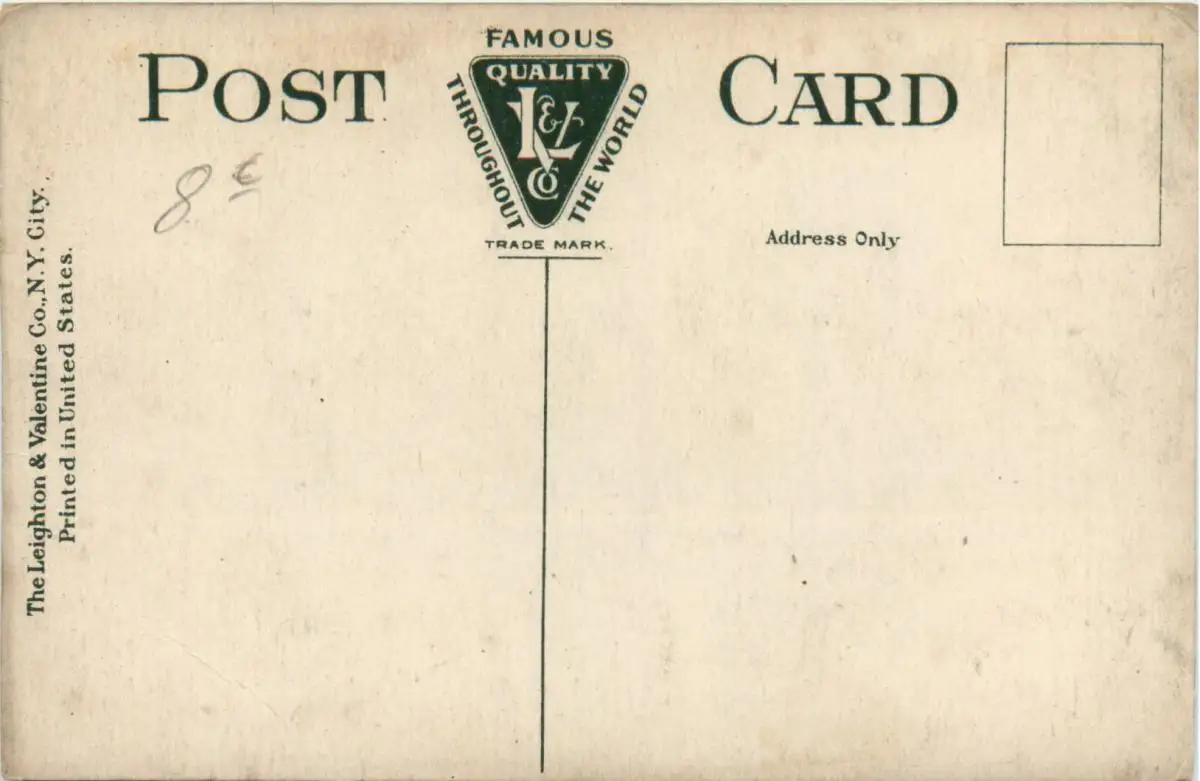 POST CARD
FAMOUS
QUALITY
THROUGHOUT
THE WORLD
L & V
CO
TRADE MARK.
8¢
Address Only
The Leighton & Valentine Co., N.Y. City.
Printed in United States.